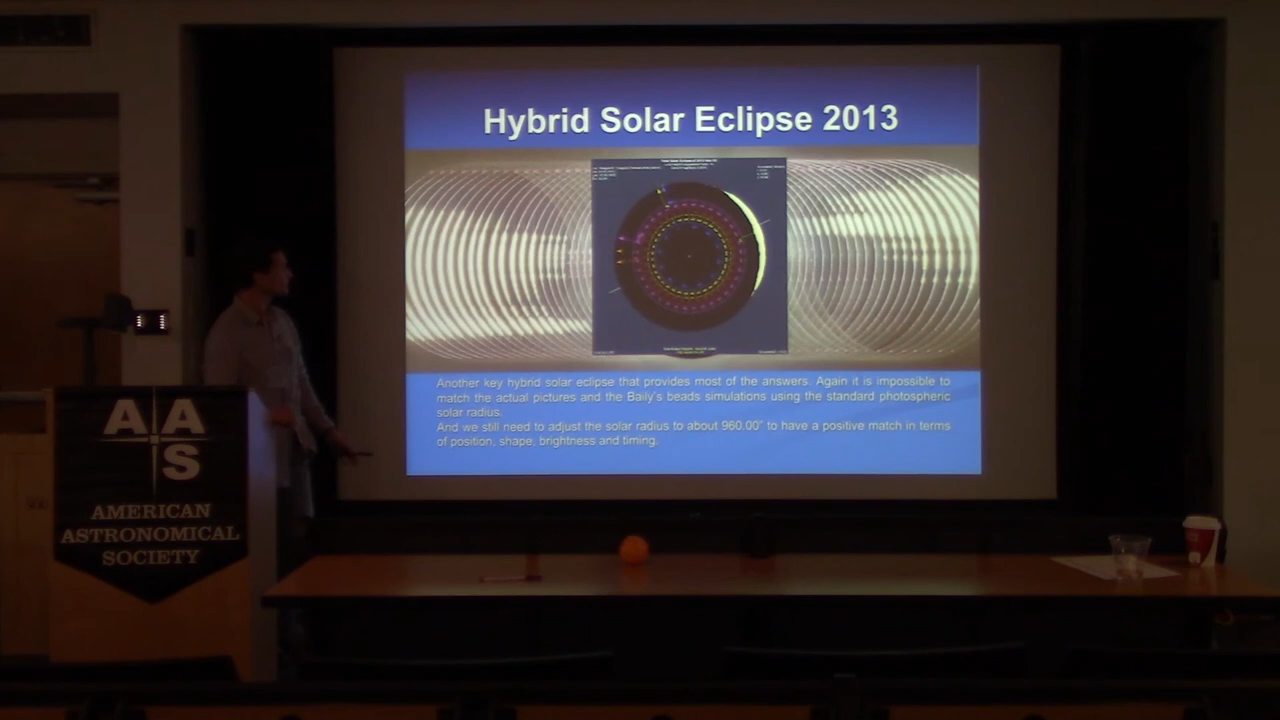 Hybrid Solar Eclipse 2013
Another key hybrid solar eclipse that provides most of the answers. Again it is impossible to
match the actual pictures and the Baily's beads simulations using the standard photospheric
solar radius.
And we still need to adjust the solar radius to about 960.00" to have a positive match in terms
of position, shape, brightness and timing.
A A
S
AMERICAN
ASTRONOMICAL
SOCIETY